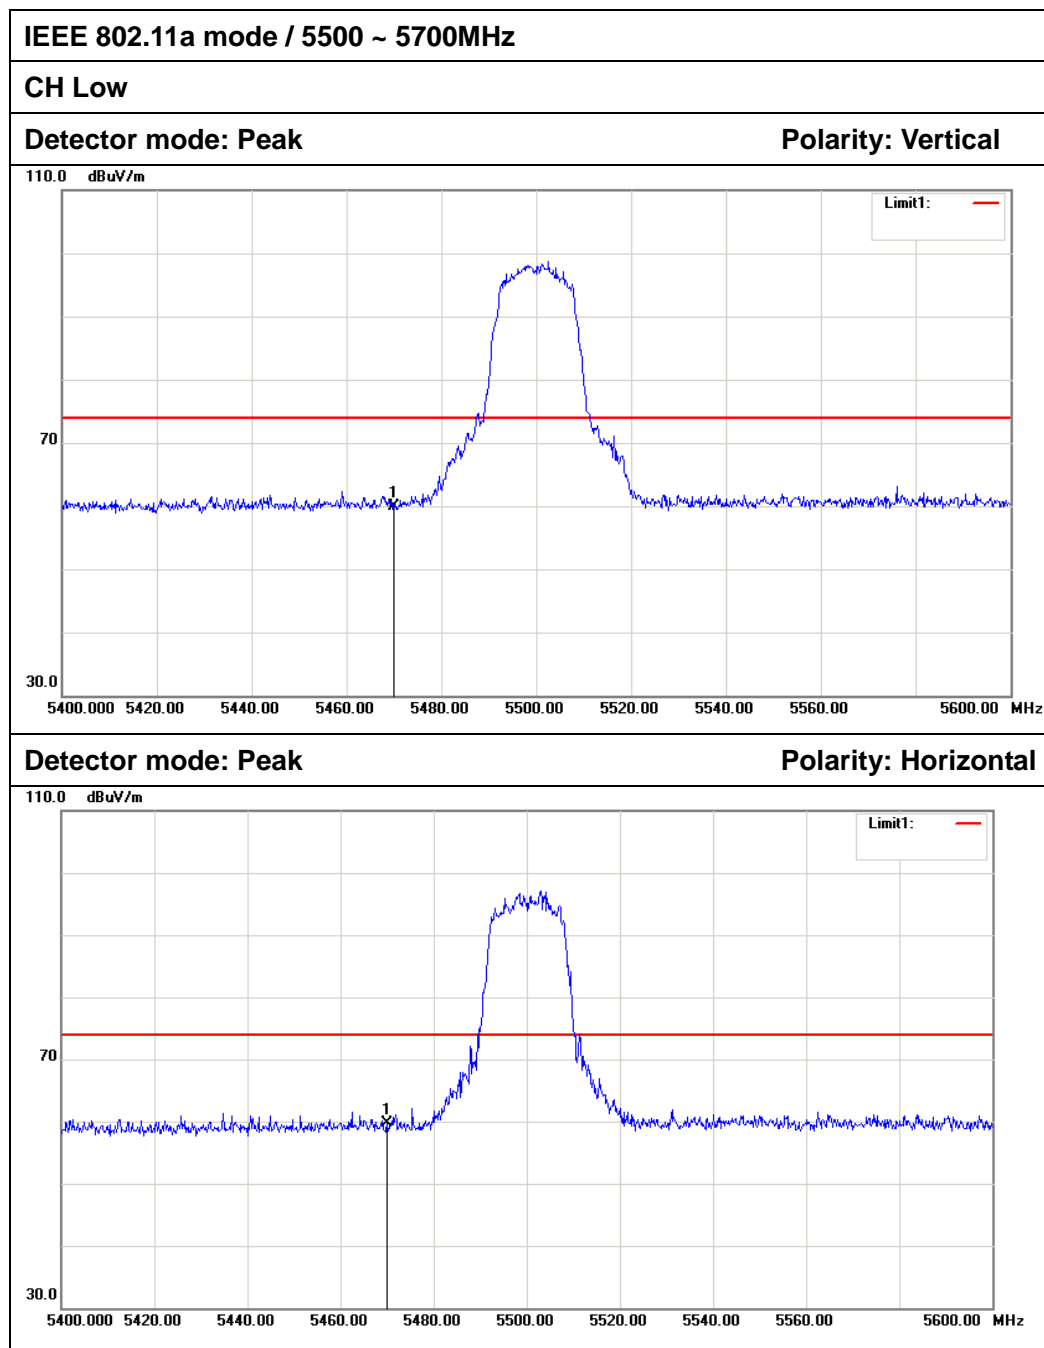 IEEE 802.11a mode / 5500 ~ 5700MHz
CH Low
Detector mode: Peak Polarity: Vertical
110.0 dBuV/m
Limit1:
70
1
30.0
5400.000 5420.00 5440.00 5460.00 5480.00 5500.00 5520.00 5540.00 5560.00 5600.00 MHz
Detector mode: Peak Polarity: Horizontal
110.0 dBuV/m
Limit1:
70
1
30.0
5400.000 5420.00 5440.00 5460.00 5480.00 5500.00 5520.00 5540.00 5560.00 5600.00 MHz